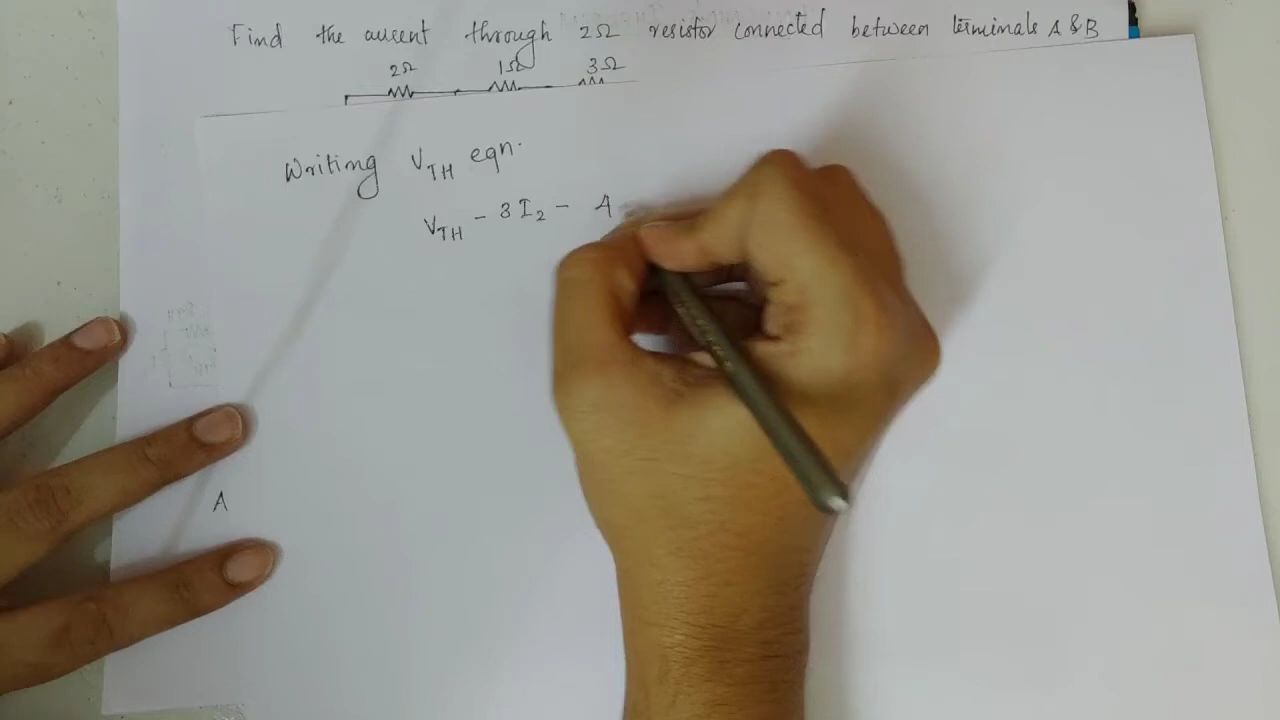 Find the current through 2Ω resistor connected between terminals A & B
2Ω 1Ω 3Ω
Writing V_TH eqn.
V_TH - 3I_2 - 4
A